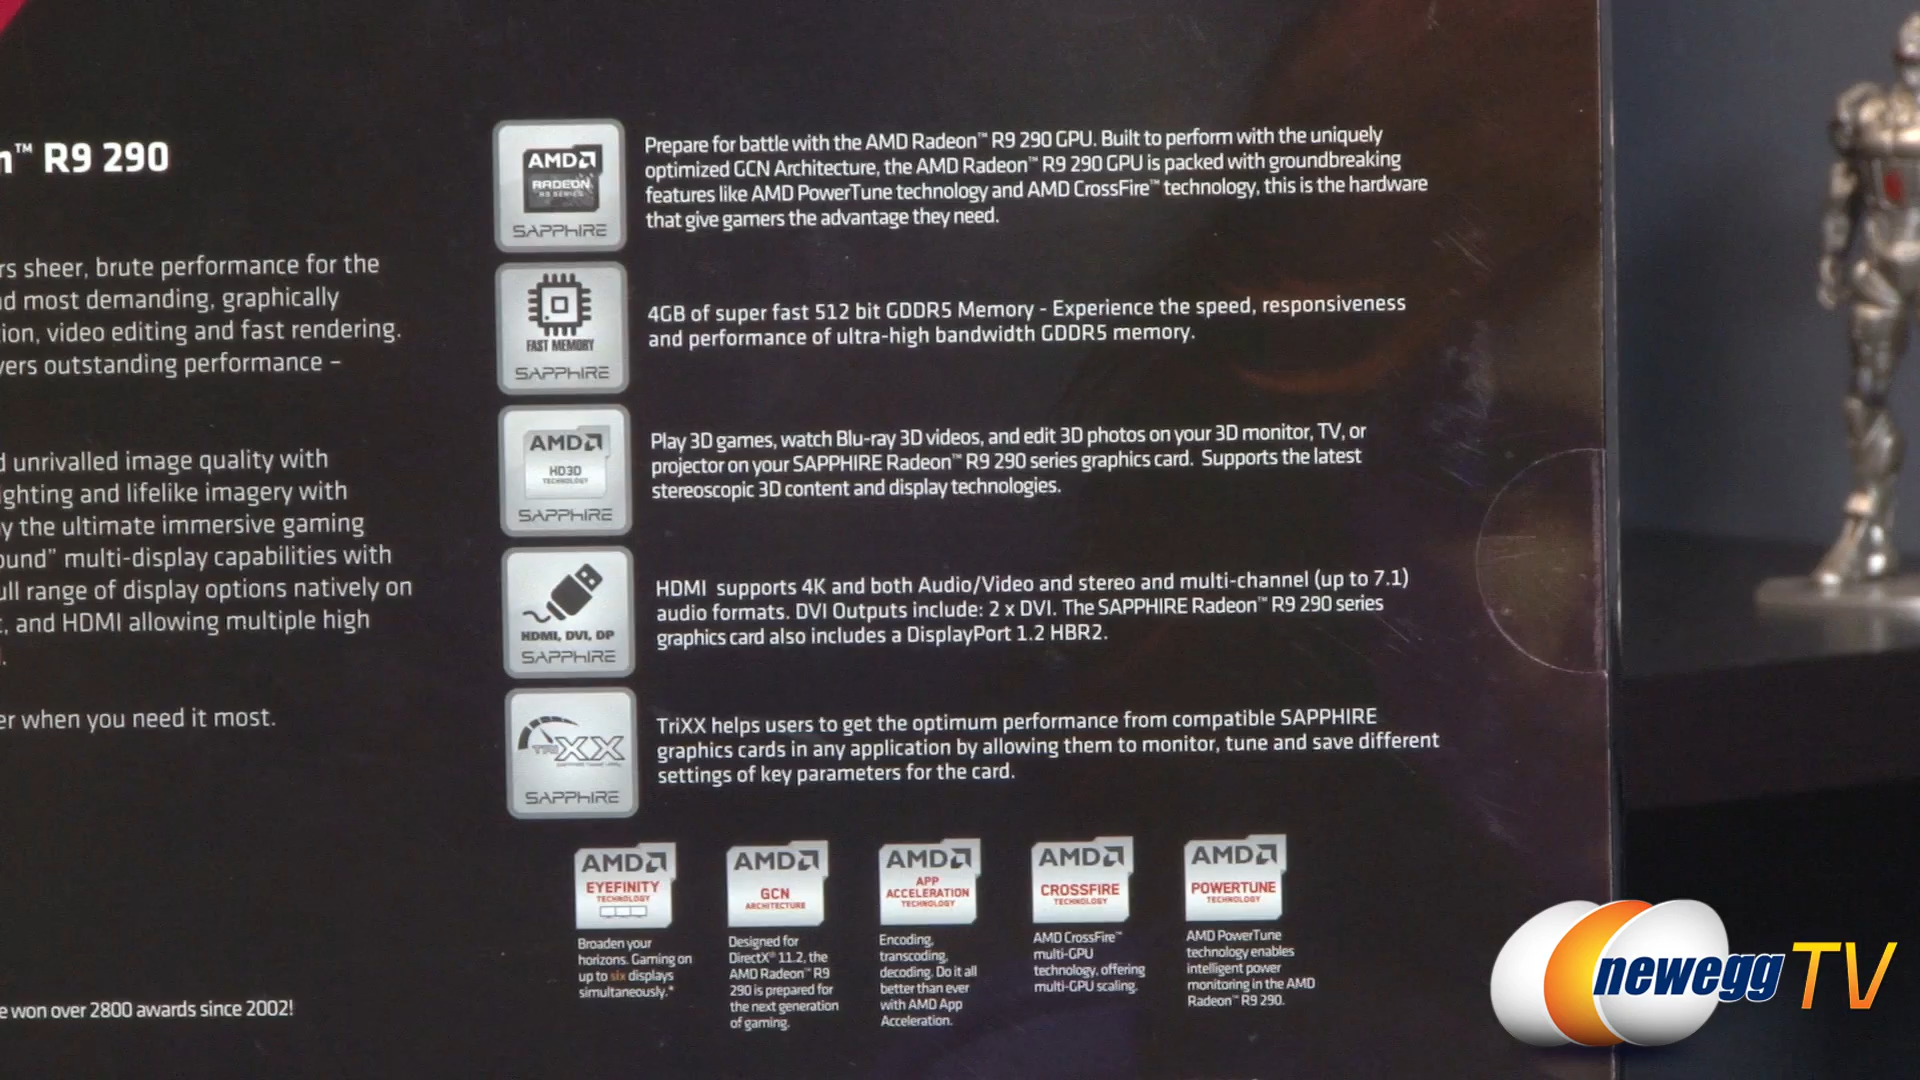 R9 290
rs sheer, brute performance for the
d most demanding, graphically
ion, video editing and fast rendering.
vers outstanding performance –
d unrivalled image quality with
ighting and lifelike imagery with
y the ultimate immersive gaming
ound” multi-display capabilities with
ull range of display options natively on
, and HDMI allowing multiple high
er when you need it most.
e won over 2800 awards since 2002!
AMD
RADEON
R9 SERIES
SAPPHIRE
Prepare for battle with the AMD Radeon™ R9 290 GPU. Built to perform with the uniquely
optimized GCN Architecture, the AMD Radeon™ R9 290 GPU is packed with groundbreaking
features like AMD PowerTune technology and AMD CrossFire™ technology, this is the hardware
that give gamers the advantage they need.
FAST MEMORY
SAPPHIRE
4GB of super fast 512 bit GDDR5 Memory - Experience the speed, responsiveness
and performance of ultra-high bandwidth GDDR5 memory.
AMD
HD3D
TECHNOLOGY
SAPPHIRE
Play 3D games, watch Blu-ray 3D videos, and edit 3D photos on your 3D monitor, TV, or
projector on your SAPPHIRE Radeon™ R9 290 series graphics card. Supports the latest
stereoscopic 3D content and display technologies.
HDMI, DVI, DP
SAPPHIRE
HDMI supports 4K and both Audio/Video and stereo and multi-channel (up to 7.1)
audio formats. DVI Outputs include: 2 x DVI. The SAPPHIRE Radeon™ R9 290 series
graphics card also includes a DisplayPort 1.2 HBR2.
TRIXX
SAPPHIRE
TriXX helps users to get the optimum performance from compatible SAPPHIRE
graphics cards in any application by allowing them to monitor, tune and save different
settings of key parameters for the card.
AMD
EYEFINITY
TECHNOLOGY
Broaden your
horizons. Gaming on
up to six displays
simultaneously.*
AMD
GCN
ARCHITECTURE
Designed for
DirectX® 11.2, the
AMD Radeon™ R9
290 is prepared for
the next generation
of gaming.
AMD
APP
ACCELERATION
TECHNOLOGY
Encoding,
transcoding,
decoding. Do it all
better than ever
with AMD App
Acceleration.
AMD
CROSSFIRE
TECHNOLOGY
AMD CrossFire™
multi-GPU
technology, offering
multi-GPU scaling.
AMD
POWERTUNE
TECHNOLOGY
AMD PowerTune
technology enables
intelligent power
monitoring in the AMD
Radeon™ R9 290.
newegg TV